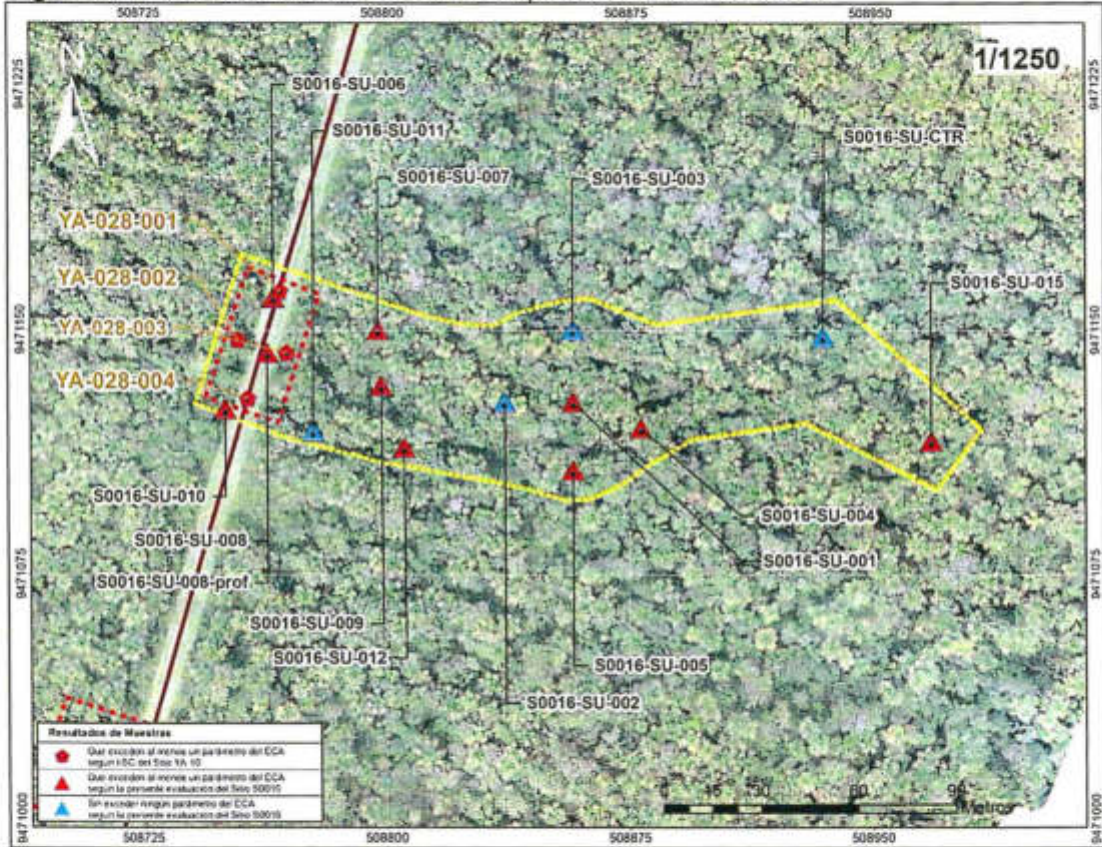 508725 508800 508875 508950
1/1250
9471225 9471225
N
S0016-SU-006
S0016-SU-011
S0016-SU-CTR
S0016-SU-007
S0016-SU-003
YA-028-001
YA-028-002
S0016-SU-015
YA-028-003
9471150 9471150
YA-028-004
S0016-SU-010
S0016-SU-004
S0016-SU-008
S0016-SU-001
S0016-SU-008-prof
9471075 9471075
S0016-SU-009
S0016-SU-012
S0016-SU-005
S0016-SU-002
Resultados de Muestras
Que exceden al menos un parámetro del ECA
según del Sitio YA
Que exceden al menos un parámetro del ECA
según la presente evaluación del Sitio S0016
Sin exceder ningún parámetro del ECA
según la presente evaluación del Sitio S0016
0 15 30 60 90
Metros
9471000 9471000
508725 508800 508875 508950